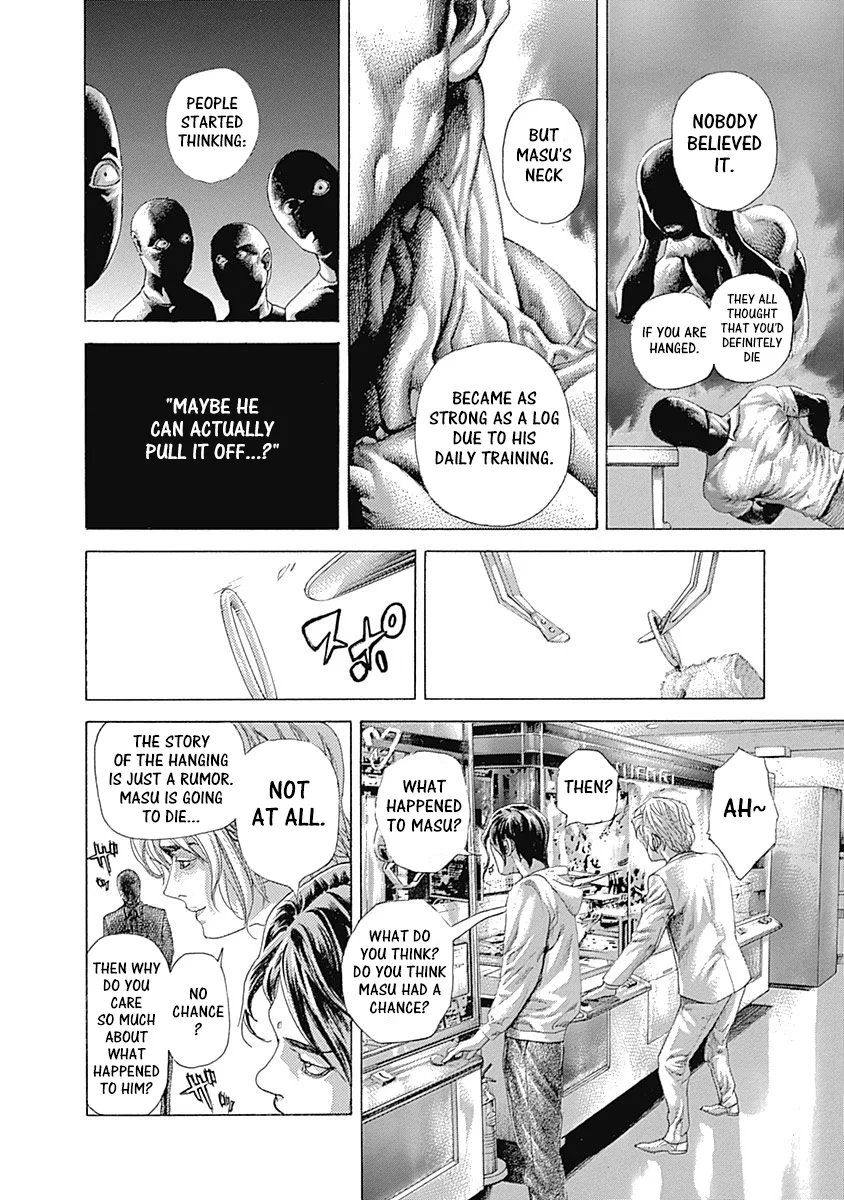 NOBODY
BELIEVED
IT.
THEY ALL
THOUGHT
THAT YOU'D
DEFINITELY
DIE
IF YOU ARE
HANGED.
BUT
MASU'S
NECK
BECAME AS
STRONG AS A LOG
DUE TO HIS
DAILY TRAINING.
PEOPLE
STARTED
THINKING:
"MAYBE HE
CAN ACTUALLY
PULL IT OFF...?"
スポ
AH~
THEN?
WHAT
HAPPENED
TO MASU?
WHAT DO
YOU THINK?
DO YOU THINK
MASU HAD A
CHANCE?
NOT
AT ALL.
THE STORY
OF THE HANGING
IS JUST A RUMOR.
MASU IS GOING
TO DIE...
NO
CHANCE
?
THEN WHY
DO YOU
CARE
SO MUCH
ABOUT
WHAT
HAPPENED
TO HIM?